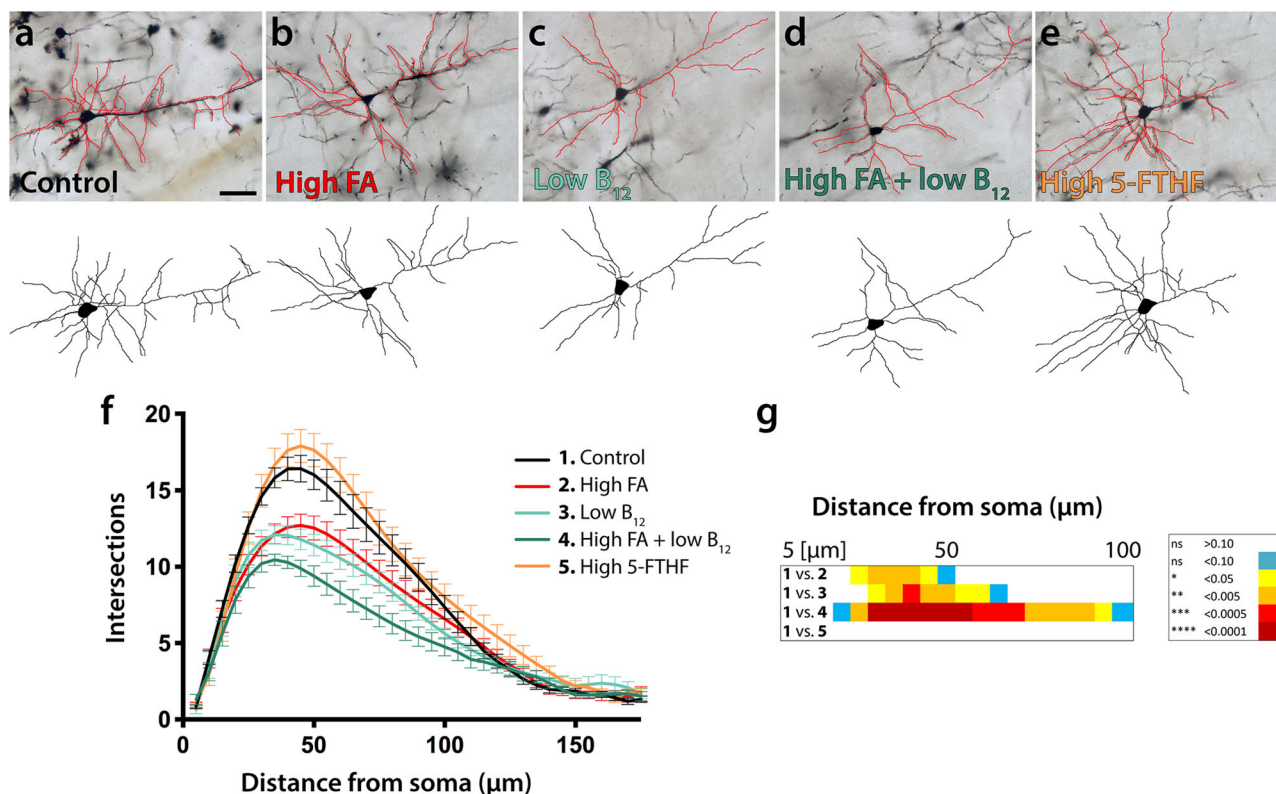 a b c d e
Control High FA Low B₁₂ High FA + low B₁₂ High 5-FTHF
f
20
15
10
5
0
Intersections
0 50 100 150
Distance from soma (µm)
1. Control
2. High FA
3. Low B₁₂
4. High FA + low B₁₂
5. High 5-FTHF
g
Distance from soma (µm)
5 [µm] 50 100
1 vs. 2
1 vs. 3
1 vs. 4
1 vs. 5
ns >0.10
ns <0.10
* <0.05
** <0.005
*** <0.0005
**** <0.0001